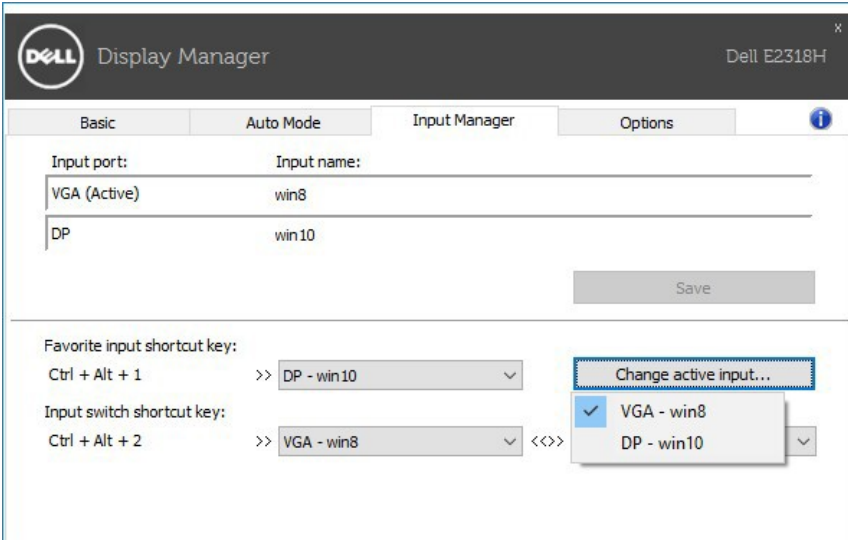 DELL Display Manager Dell E2318H
x
Basic Auto Mode Input Manager Options i
Input port: Input name:
VGA (Active) win8
DP win10
Save
Favorite input shortcut key:
Ctrl + Alt + 1 >> DP - win10 Change active input...
Input switch shortcut key:
VGA - win8
Ctrl + Alt + 2 >> VGA - win8 <<>>
DP - win10